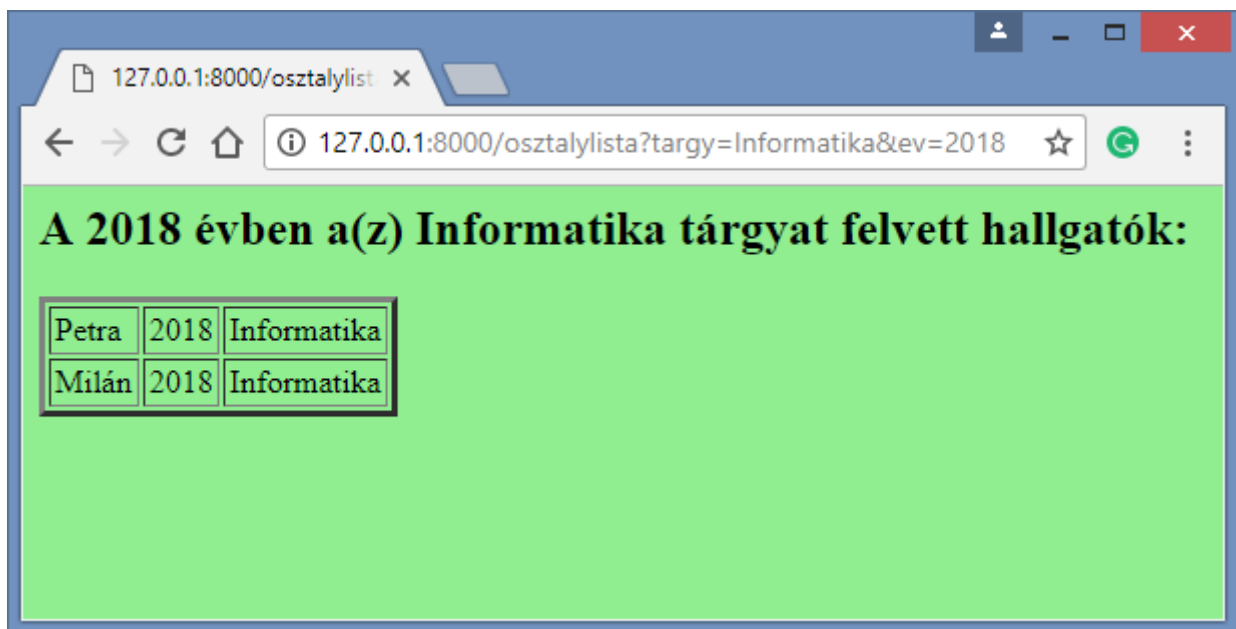 127.0.0.1:8000/osztalylist
127.0.0.1:8000/osztalylista?targy=Informatika&ev=2018
A 2018 évben a(z) Informatika tárgyat felvett hallgatók:
Petra 2018 Informatika
Milán 2018 Informatika